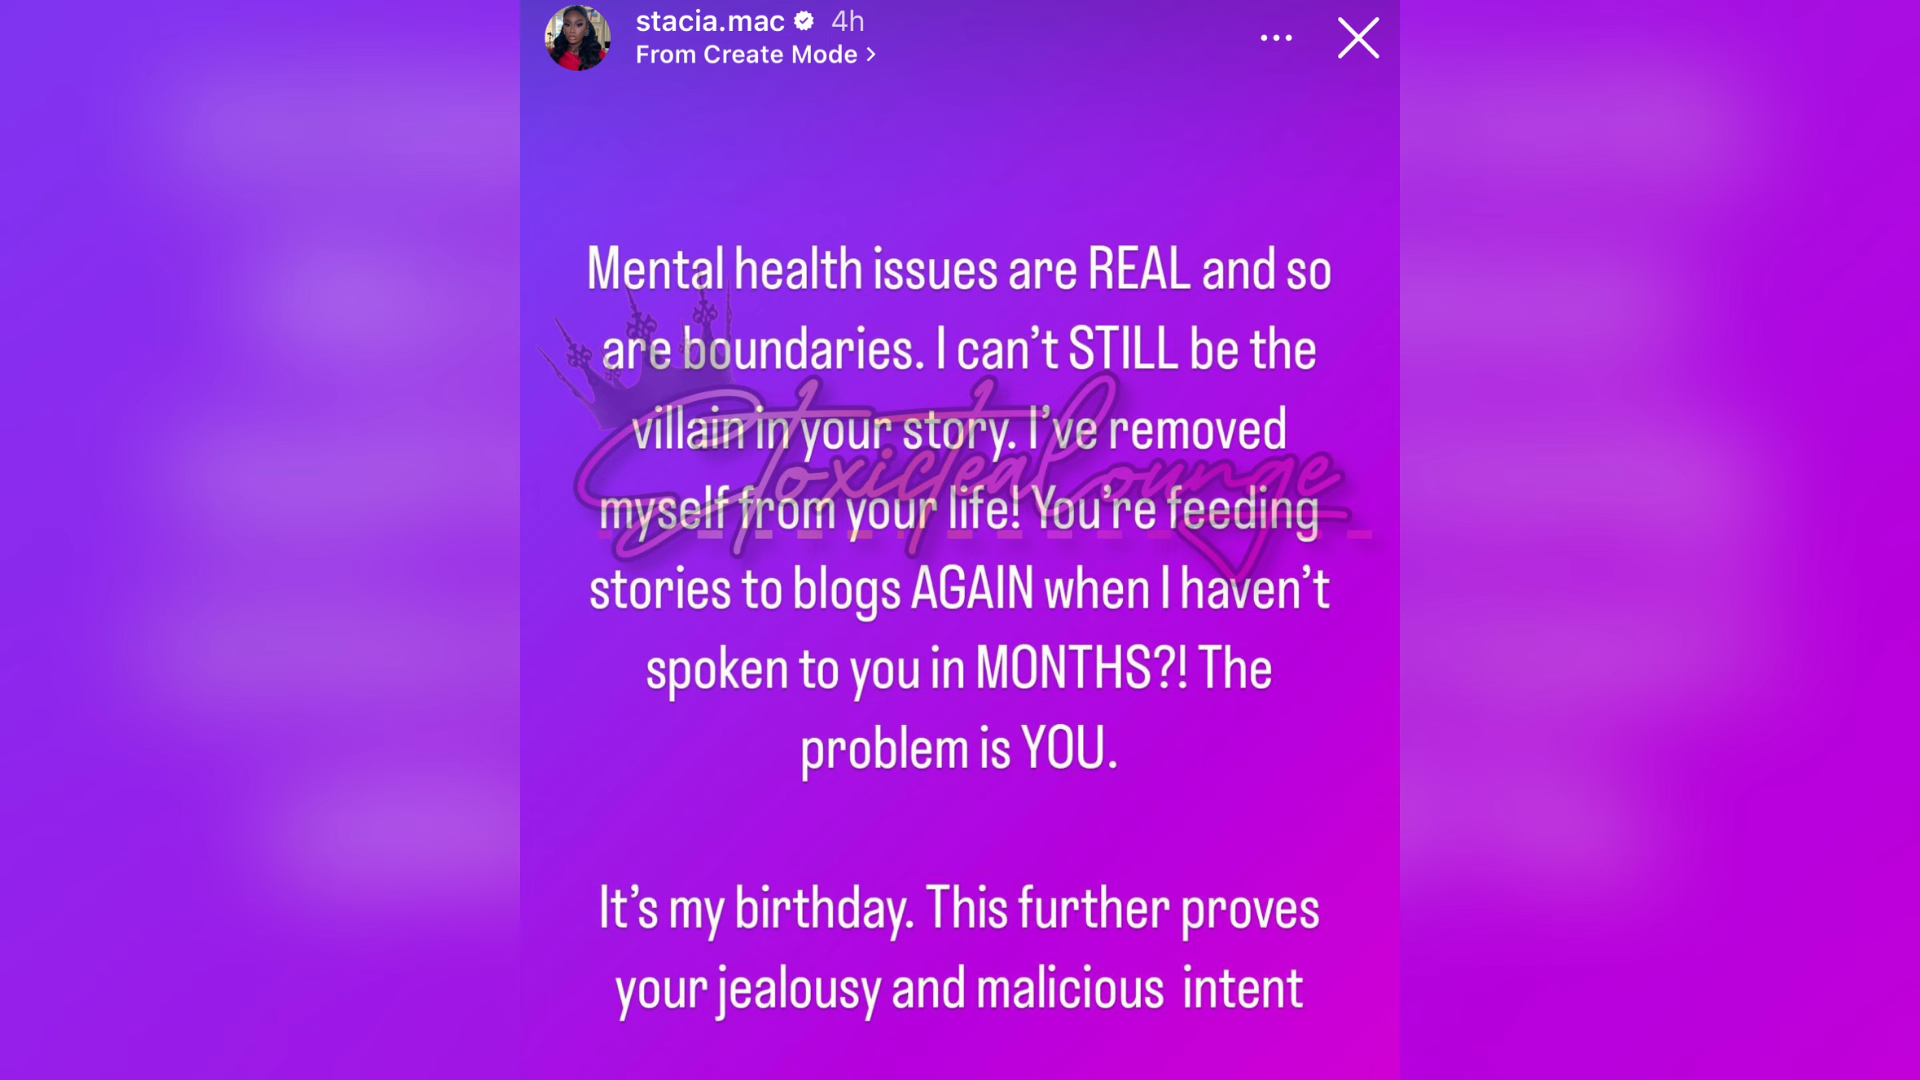 stacia.mac 4h
From Create Mode >
Mental health issues are REAL and so
are boundaries. I can't STILL be the
villain in your story. I've removed
myself from your life! You're feeding
stories to blogs AGAIN when I haven't
spoken to you in MONTHS?! The
problem is YOU.
It's my birthday. This further proves
your jealousy and malicious intent
ToxicteaLounge